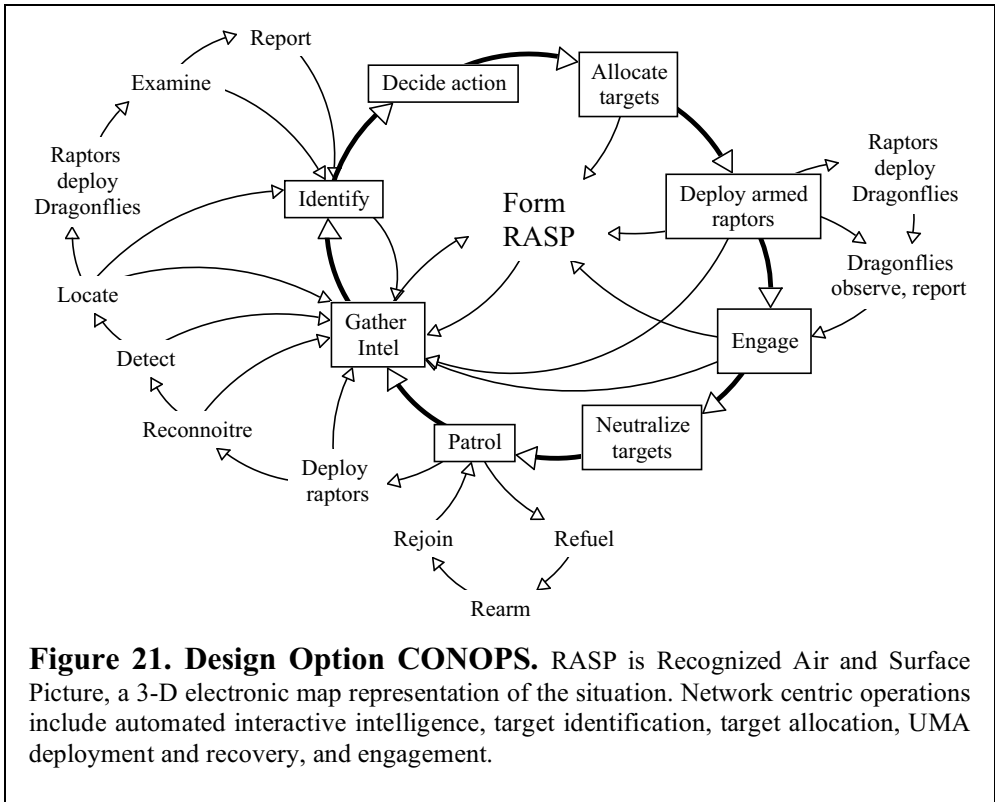 Report
Decide action
Allocate
targets
Examine
Raptors
deploy
Dragonflies
Raptors
deploy
Dragonflies
Identify
Form
RASP
Deploy armed
raptors
Dragonflies
observe, report
Locate
Gather
Intel
Engage
Detect
Reconnoitre
Patrol
Neutralize
targets
Deploy
raptors
Rejoin
Refuel
Rearm
Figure 21. Design Option CONOPS. RASP is Recognized Air and Surface
Picture, a 3-D electronic map representation of the situation. Network centric operations
include automated interactive intelligence, target identification, target allocation, UMA
deployment and recovery, and engagement.